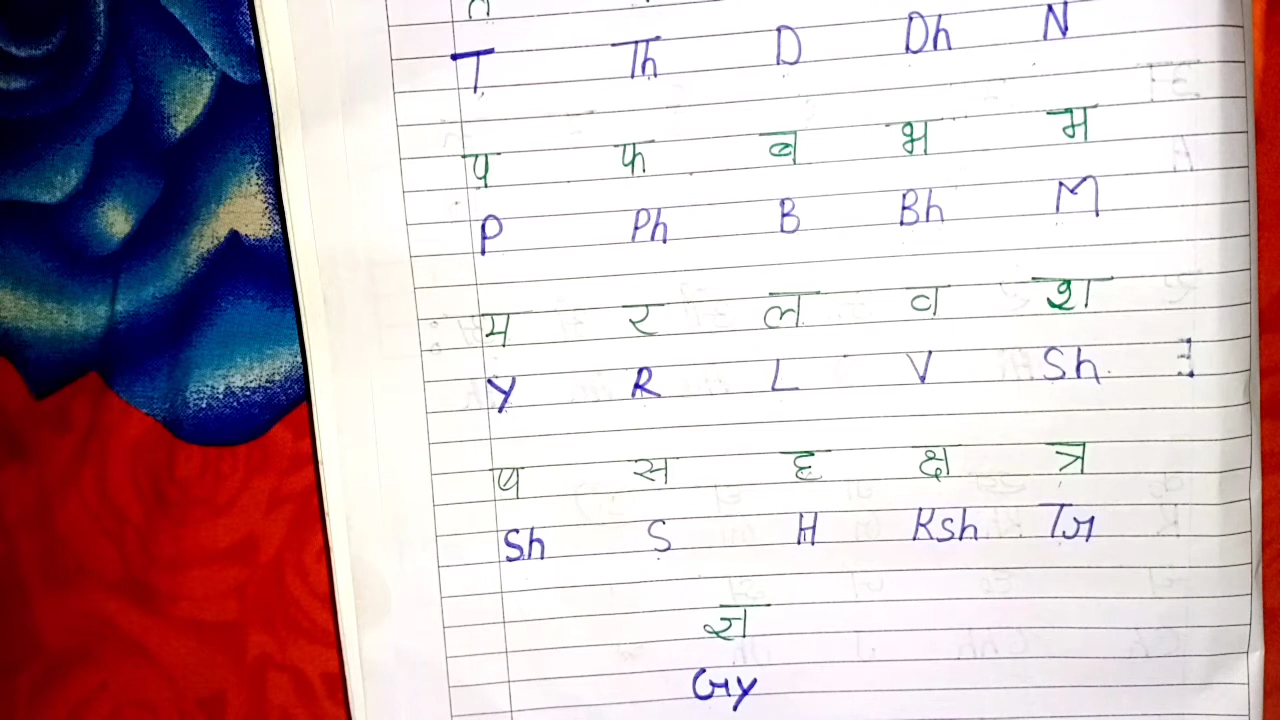 T Th D Dh N
प फ ब भ म
P Ph B Bh M
य र ल व श
Y R L V Sh
ष स ह क्ष त्र
Sh S H Ksh Tr
ज्ञ
Gy